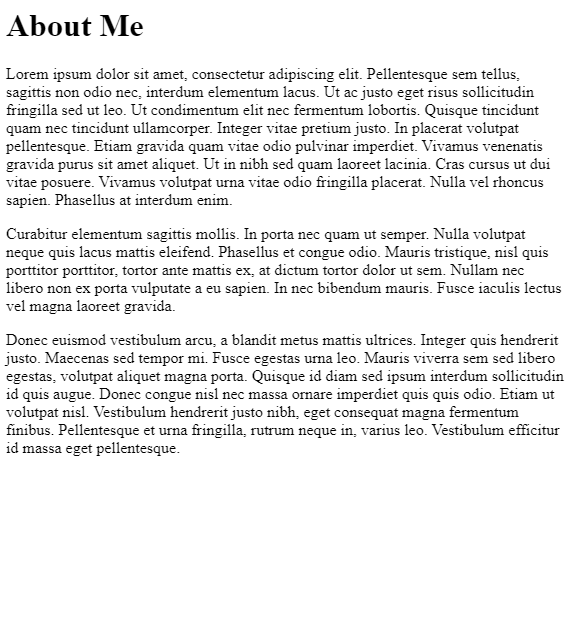 About Me
Lorem ipsum dolor sit amet, consectetur adipiscing elit. Pellentesque sem tellus,
sagittis non odio nec, interdum elementum lacus. Ut ac justo eget risus sollicitudin
fringilla sed ut leo. Ut condimentum elit nec fermentum lobortis. Quisque tincidunt
quam nec tincidunt ullamcorper. Integer vitae pretium justo. In placerat volutpat
pellentesque. Etiam gravida quam vitae odio pulvinar imperdiet. Vivamus venenatis
gravida purus sit amet aliquet. Ut in nibh sed quam laoreet lacinia. Cras cursus ut dui
vitae posuere. Vivamus volutpat urna vitae odio fringilla placerat. Nulla vel rhoncus
sapien. Phasellus at interdum enim.
Curabitur elementum sagittis mollis. In porta nec quam ut semper. Nulla volutpat
neque quis lacus mattis eleifend. Phasellus et congue odio. Mauris tristique, nisl quis
porttitor porttitor, tortor ante mattis ex, at dictum tortor dolor ut sem. Nullam nec
libero non ex porta vulputate a eu sapien. In nec bibendum mauris. Fusce iaculis lectus
vel magna laoreet gravida.
Donec euismod vestibulum arcu, a blandit metus mattis ultrices. Integer quis hendrerit
justo. Maecenas sed tempor mi. Fusce egestas urna leo. Mauris viverra sem sed libero
egestas, volutpat aliquet magna porta. Quisque id diam sed ipsum interdum sollicitudin
id quis augue. Donec congue nisl nec massa ornare imperdiet quis quis odio. Etiam ut
volutpat nisl. Vestibulum hendrerit justo nibh, eget consequat magna fermentum
finibus. Pellentesque et urna fringilla, rutrum neque in, varius leo. Vestibulum efficitur
id massa eget pellentesque.